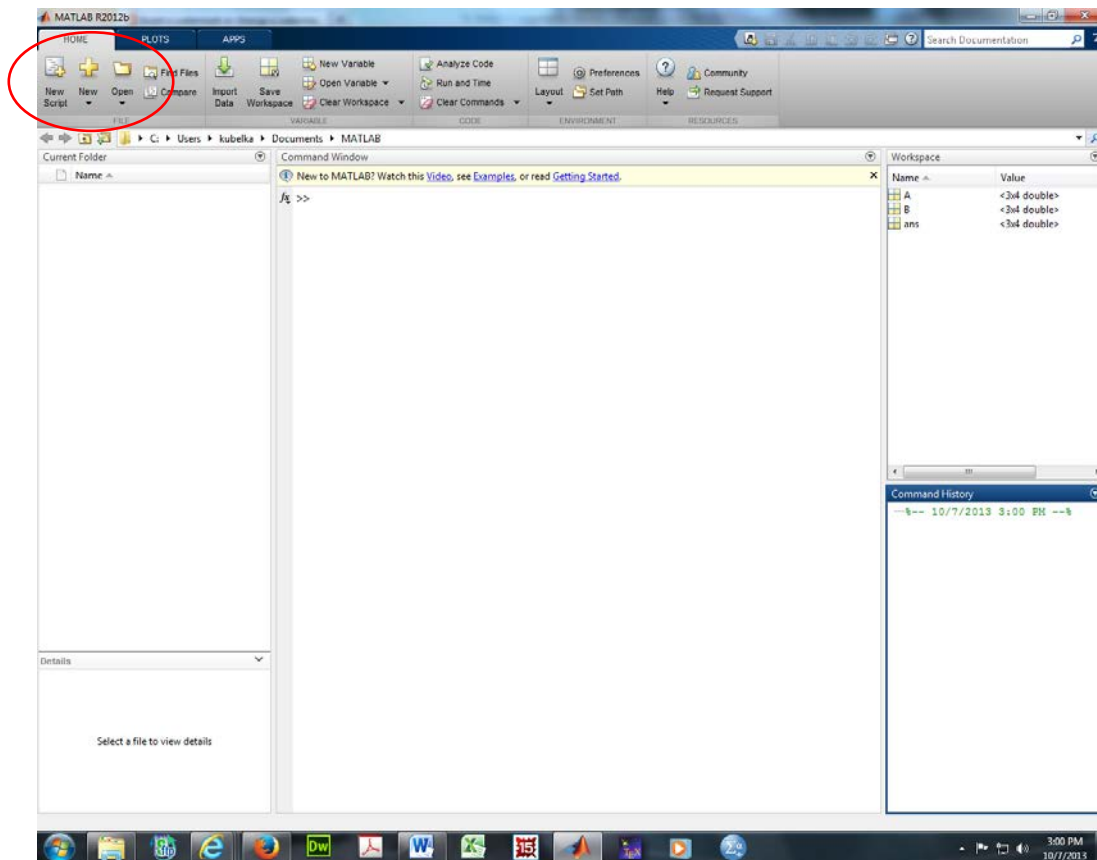 MATLAB R2012b
HOME PLOTS APPS
Search Documentation
New Script
New
Open
Find Files
Compare
Import Data
Save Workspace
New Variable
Open Variable
Clear Workspace
Analyze Code
Run and Time
Clear Commands
Layout
Preferences
Set Path
Help
Community
Request Support
FILE VARIABLE CODE ENVIRONMENT RESOURCES
C: Users kubelka Documents MATLAB
Current Folder
Name
Command Window
New to MATLAB? Watch this Video, see Examples, or read Getting Started.
fx >>
Workspace
Name Value
A <3x4 double>
B <3x4 double>
ans <3x4 double>
Command History
%-- 10/7/2013 3:00 PM --%
Details
Select a file to view details
Dw
15
3:00 PM
10/7/2013